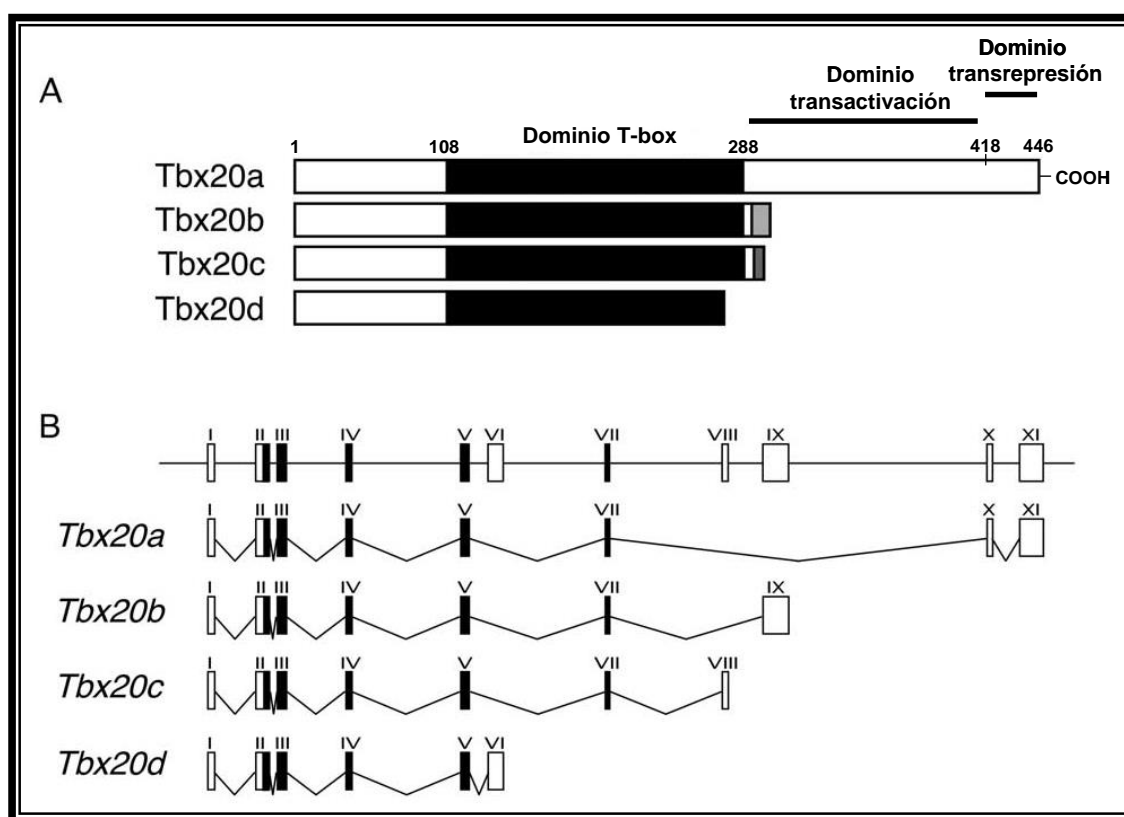 Dominio
transrepresión
Dominio
transactivación
A
Dominio T-box
1 108 288 418 446
Tbx20a COOH
Tbx20b
Tbx20c
Tbx20d
B
I II III IV V VI VII VIII IX X XI
I II III IV V VII X XI
Tbx20a
I II III IV V VII IX
Tbx20b
I II III IV V VII VIII
Tbx20c
I II III IV V VI
Tbx20d